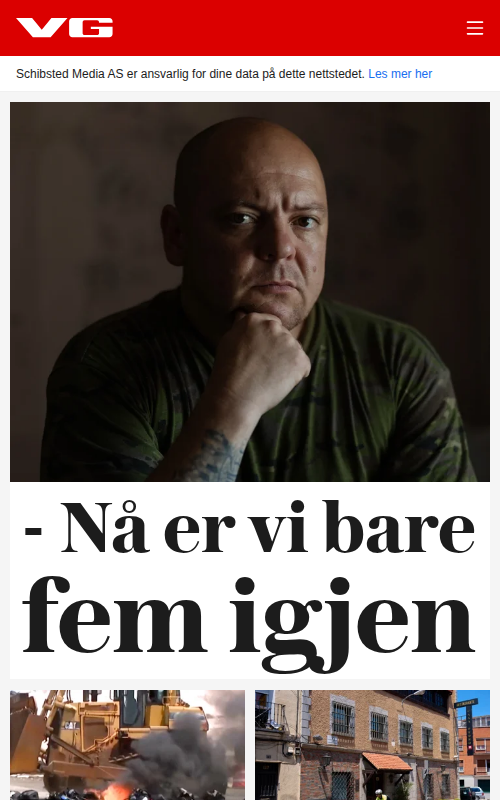 VG
Schibsted Media AS er ansvarlig for dine data på dette nettstedet. Les mer her
- Nå er vi bare
fem igjen
CAT